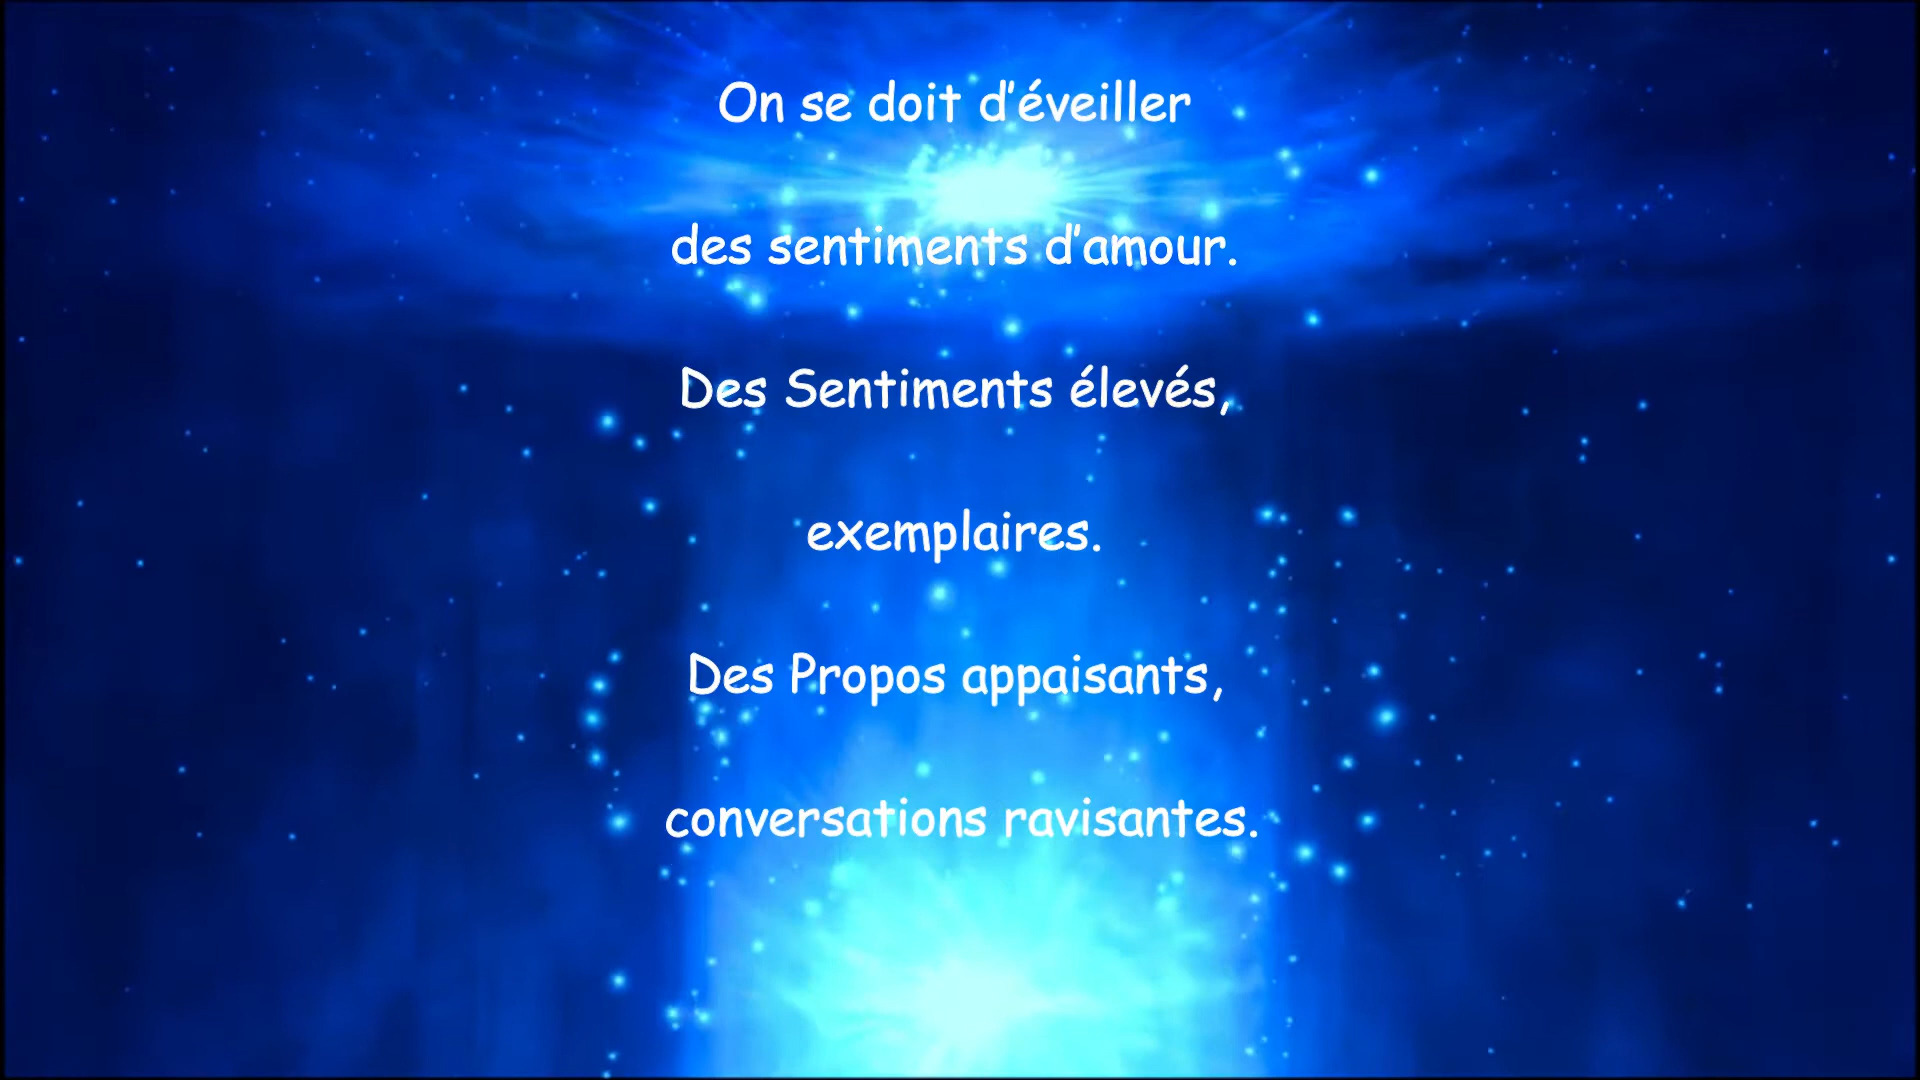 On se doit d'éveiller
des sentiments d'amour.
Des Sentiments élevés,
exemplaires.
Des Propos appaisants,
conversations ravisantes.